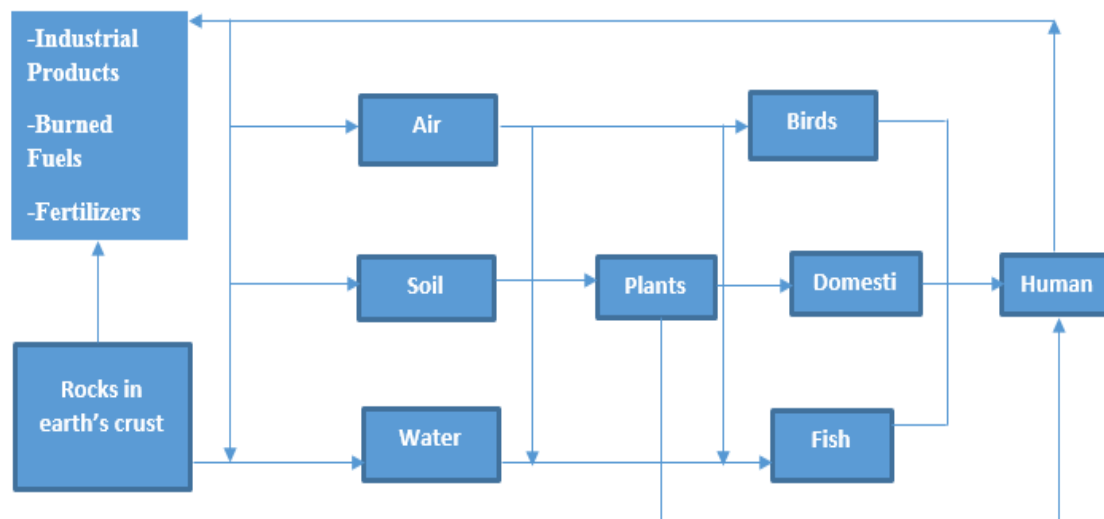 -Industrial
Products
-Burned
Fuels
-Fertilizers
Air
Birds
Soil
Plants
Domesti
Human
Rocks in
earth's crust
Water
Fish